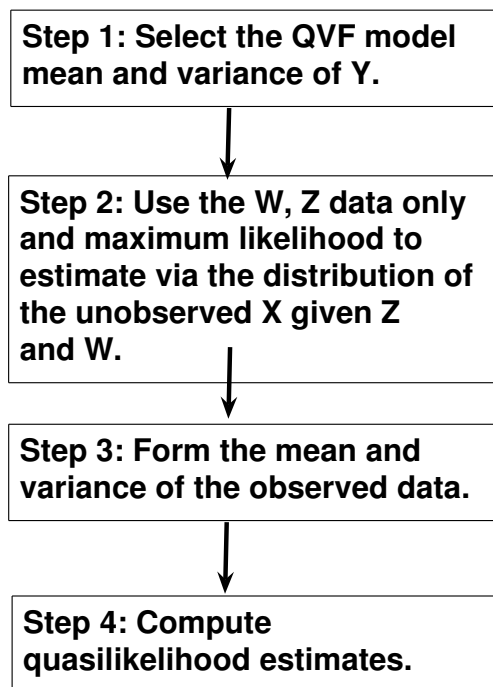 Step 1: Select the QVF model
mean and variance of Y.
Step 2: Use the W, Z data only
and maximum likelihood to
estimate via the distribution of
the unobserved X given Z
and W.
Step 3: Form the mean and
variance of the observed data.
Step 4: Compute
quasilikelihood estimates.